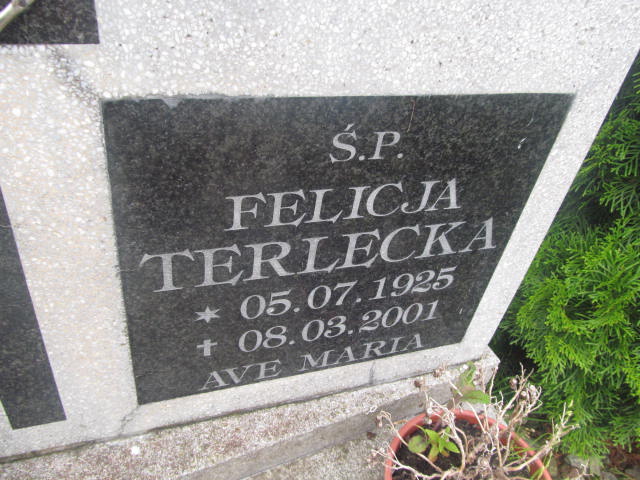 Ś.P.
FELICJA
TERLECKA
* 05.07.1925
✝ 08.03.2001
AVE MARIA